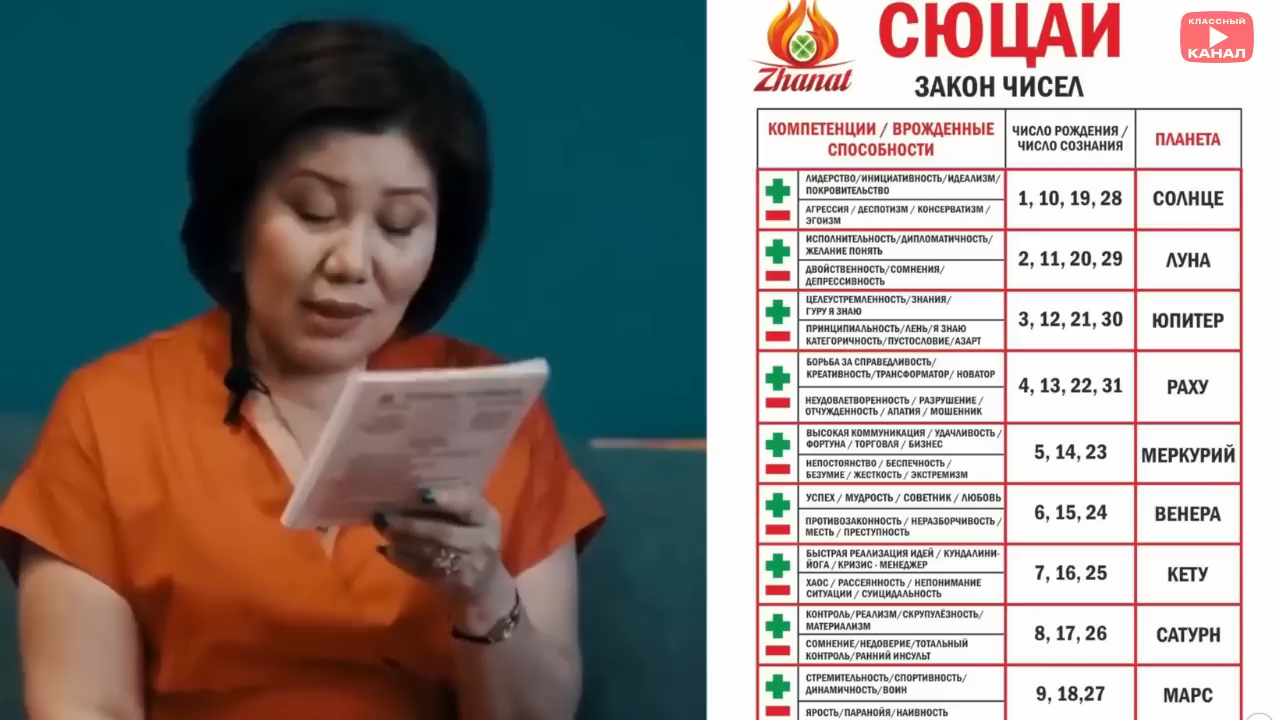 Zhanat
СЮЦАЙ
ЗАКОН ЧИСЕЛ
КЛАССНЫЙ
КАНАЛ
КОМПЕТЕНЦИИ / ВРОЖДЕННЫЕ
СПОСОБНОСТИ
ЧИСЛО РОЖДЕНИЯ /
ЧИСЛО СОЗНАНИЯ
ПЛАНЕТА
ЛИДЕРСТВО/ИНИЦИАТИВНОСТЬ/ИДЕАЛИЗМ/
ПОКРОВИТЕЛЬСТВО
АГРЕССИЯ / ДЕСПОТИЗМ / КОНСЕРВАТИЗМ /
ЭГОИЗМ
1, 10, 19, 28
СОЛНЦЕ
ИСПОЛНИТЕЛЬНОСТЬ/ДИПЛОМАТИЧНОСТЬ/
ЖЕЛАНИЕ ПОНЯТЬ
ДВОЙСТВЕННОСТЬ/СОМНЕНИЯ/
ДЕПРЕССИВНОСТЬ
2, 11, 20, 29
ЛУНА
ЦЕЛЕУСТРЕМЛЕННОСТЬ/ЗНАНИЯ/
ГУРУ Я ЗНАЮ
ПРИНЦИПИАЛЬНОСТЬ/ЛЕНЬ/Я ЗНАЮ
КАТЕГОРИЧНОСТЬ/ПУСТОСЛОВИЕ/АЗАРТ
3, 12, 21, 30
ЮПИТЕР
БОРЬБА ЗА СПРАВЕДЛИВОСТЬ/
КРЕАТИВНОСТЬ/ТРАНСФОРМАТОР/ НОВАТОР
НЕУДОВЛЕТВОРЕННОСТЬ / РАЗРУШЕНИЕ /
ОТЧУЖДЕННОСТЬ / АПАТИЯ / МОШЕННИК
4, 13, 22, 31
РАХУ
ВЫСОКАЯ КОММУНИКАЦИЯ / УДАЧЛИВОСТЬ /
ФОРТУНА / ТОРГОВЛЯ / БИЗНЕС
НЕПОСТОЯНСТВО / БЕСПЕЧНОСТЬ /
БЕЗУМИЕ / ЖЕСТКОСТЬ / ЭКСТРЕМИЗМ
5, 14, 23
МЕРКУРИЙ
УСПЕХ / МУДРОСТЬ / СОВЕТНИК / ЛЮБОВЬ
ПРОТИВОЗАКОННОСТЬ / НЕРАЗБОРЧИВОСТЬ /
МЕСТЬ / ПРЕСТУПНОСТЬ
6, 15, 24
ВЕНЕРА
БЫСТРАЯ РЕАЛИЗАЦИЯ ИДЕЙ / КУНДАЛИНИ-
ЙОГА / КРИЗИС - МЕНЕДЖЕР
ХАОС / РАССЕЯННОСТЬ / НЕПОНИМАНИЕ
СИТУАЦИИ / СУИЦИДАЛЬНОСТЬ
7, 16, 25
КЕТУ
КОНТРОЛЬ/РЕАЛИЗМ/СКРУПУЛЁЗНОСТЬ/
МАТЕРИАЛИЗМ
СОМНЕНИЕ/НЕДОВЕРИЕ/ТОТАЛЬНЫЙ
КОНТРОЛЬ/РАННИЙ ИНСУЛЬТ
8, 17, 26
САТУРН
СТРЕМИТЕЛЬНОСТЬ/СПОРТИВНОСТЬ/
ДИНАМИЧНОСТЬ/ВОИН
ЯРОСТЬ/ПАРАНОЙЯ/НАИВНОСТЬ
9, 18,27
МАРС